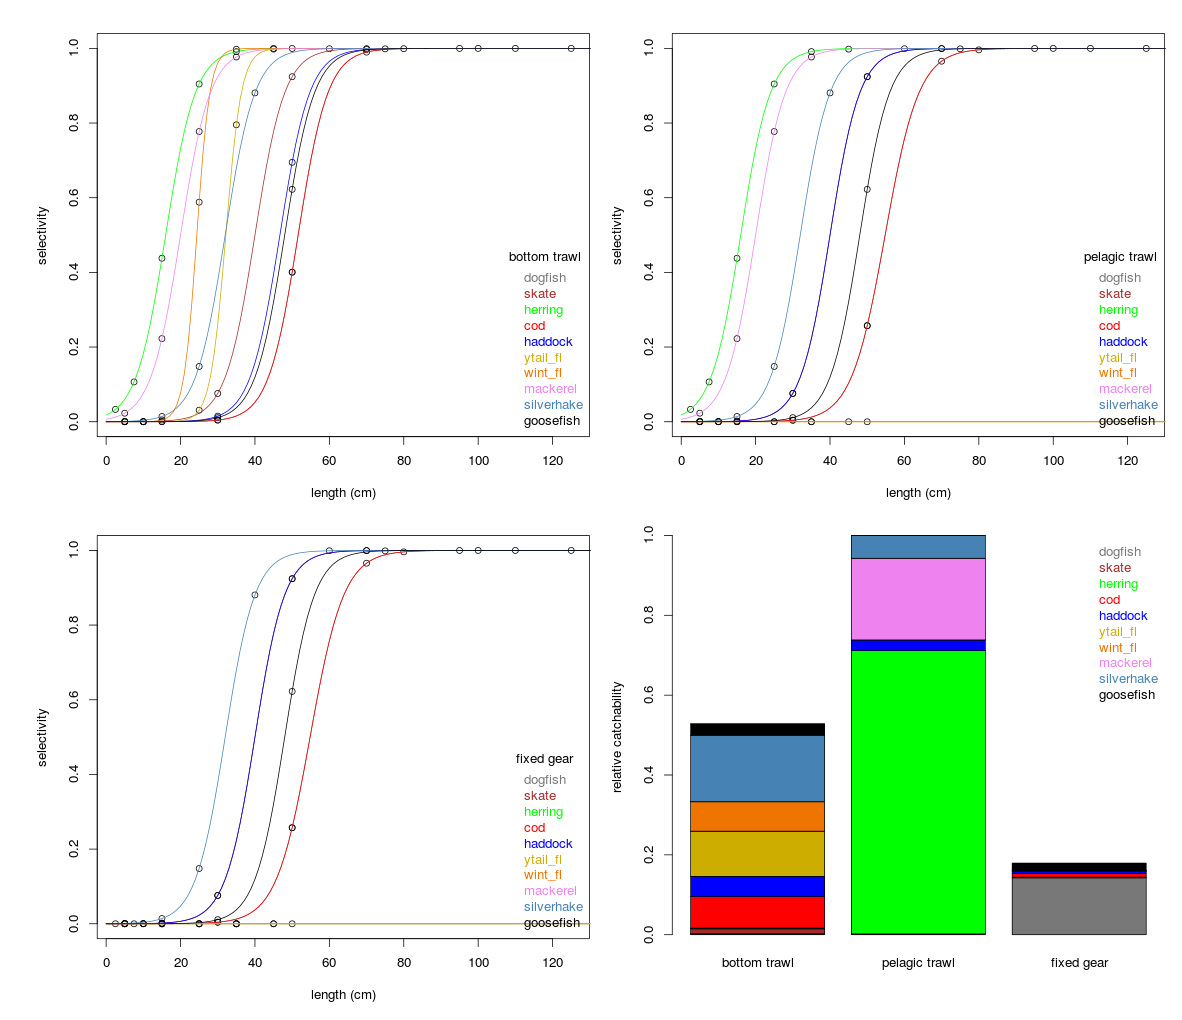 selectivity
1.0
0.8
0.6
0.4
0.2
0.0
bottom trawl
dogfish
skate
herring
cod
haddock
ytail_fl
wint_fl
mackerel
silverhake
goosefish
0 20 40 60 80 100 120
length (cm)
selectivity
1.0
0.8
0.6
0.4
0.2
0.0
pelagic trawl
dogfish
skate
herring
cod
haddock
ytail_fl
wint_fl
mackerel
silverhake
goosefish
0 20 40 60 80 100 120
length (cm)
selectivity
1.0
0.8
0.6
0.4
0.2
0.0
fixed gear
dogfish
skate
herring
cod
haddock
ytail_fl
wint_fl
mackerel
silverhake
goosefish
0 20 40 60 80 100 120
length (cm)
relative catchability
1.0
0.8
0.6
0.4
0.2
0.0
dogfish
skate
herring
cod
haddock
ytail_fl
wint_fl
mackerel
silverhake
goosefish
bottom trawl pelagic trawl fixed gear